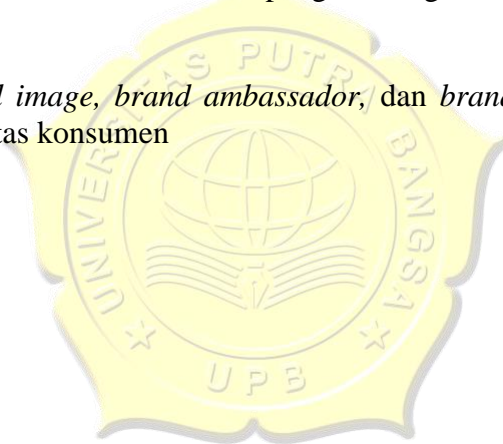 image, brand ambassador, dan brand
tas konsumen
UNIVERSITAS PUTRA BANGSA
UPB